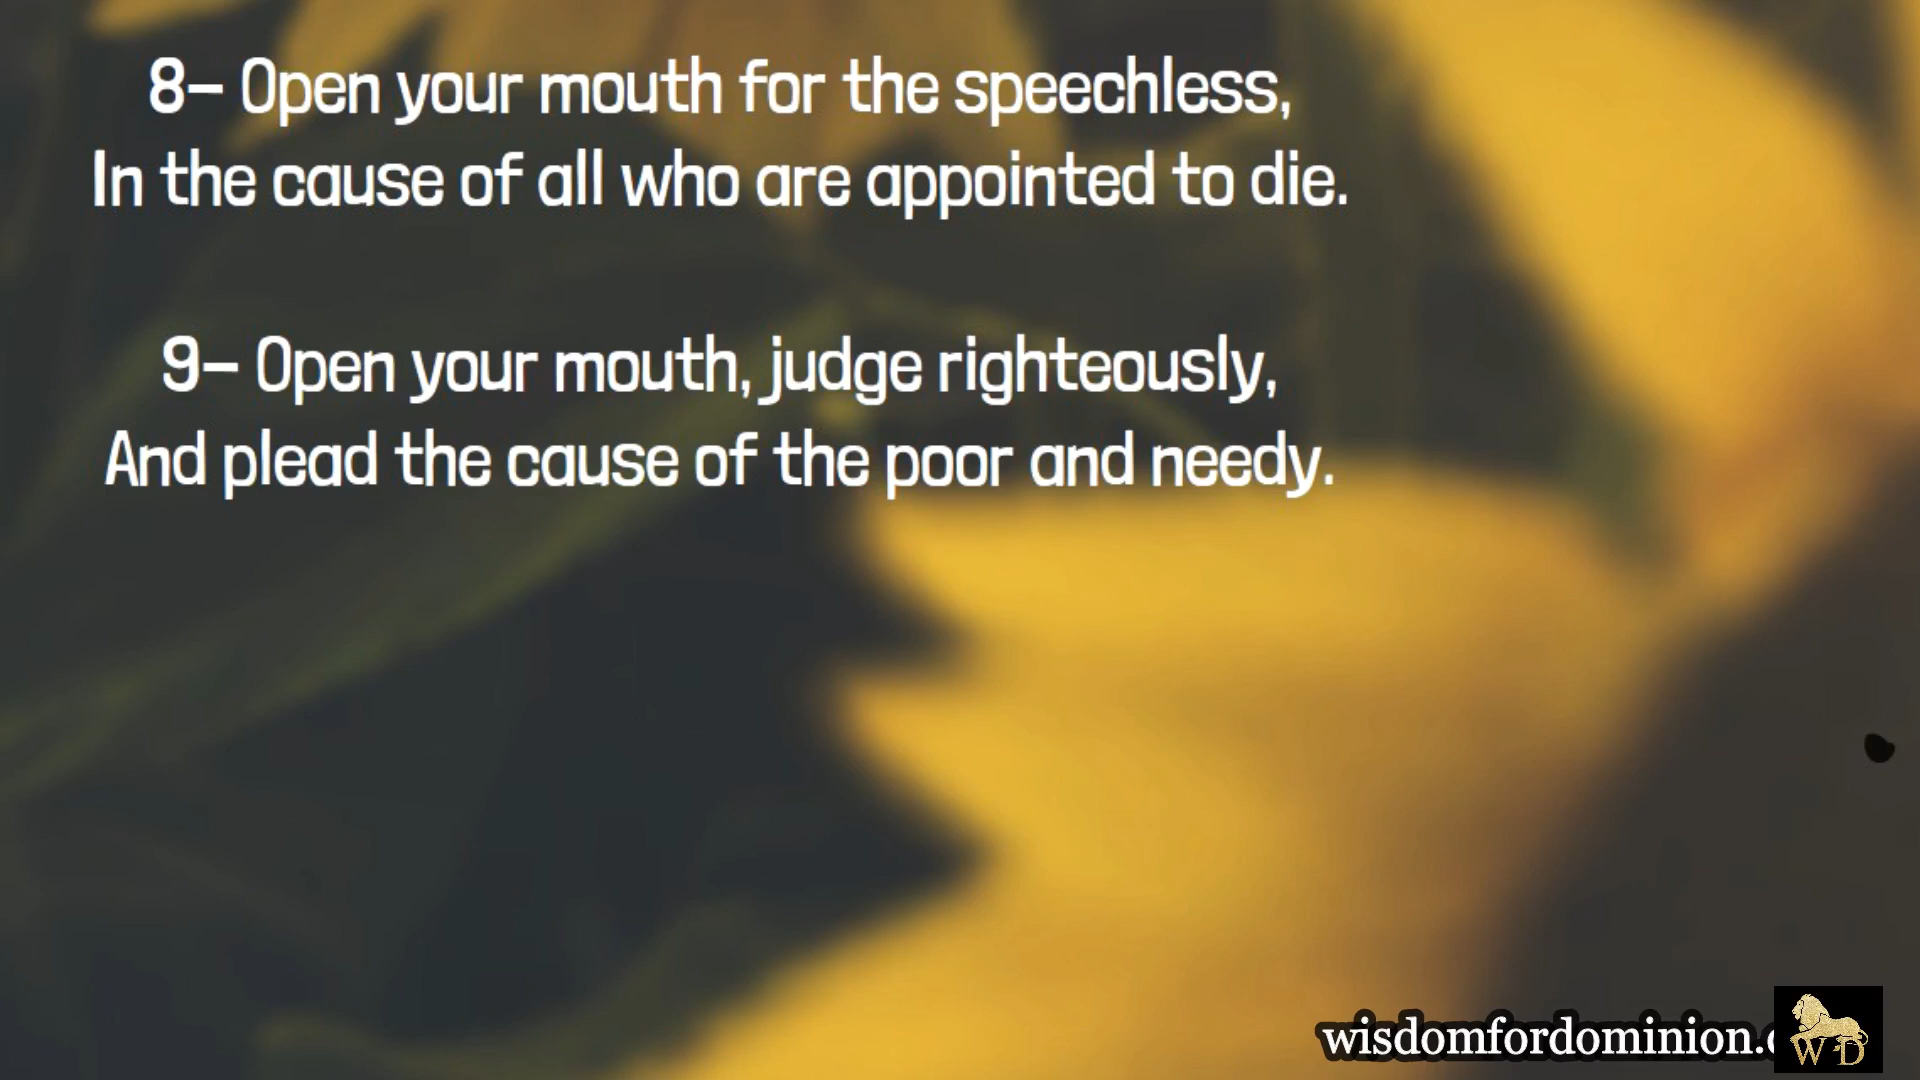 8- Open your mouth for the speechless,
In the cause of all who are appointed to die.
9- Open your mouth, judge righteously,
And plead the cause of the poor and needy.
wisdomfordominion.
W D